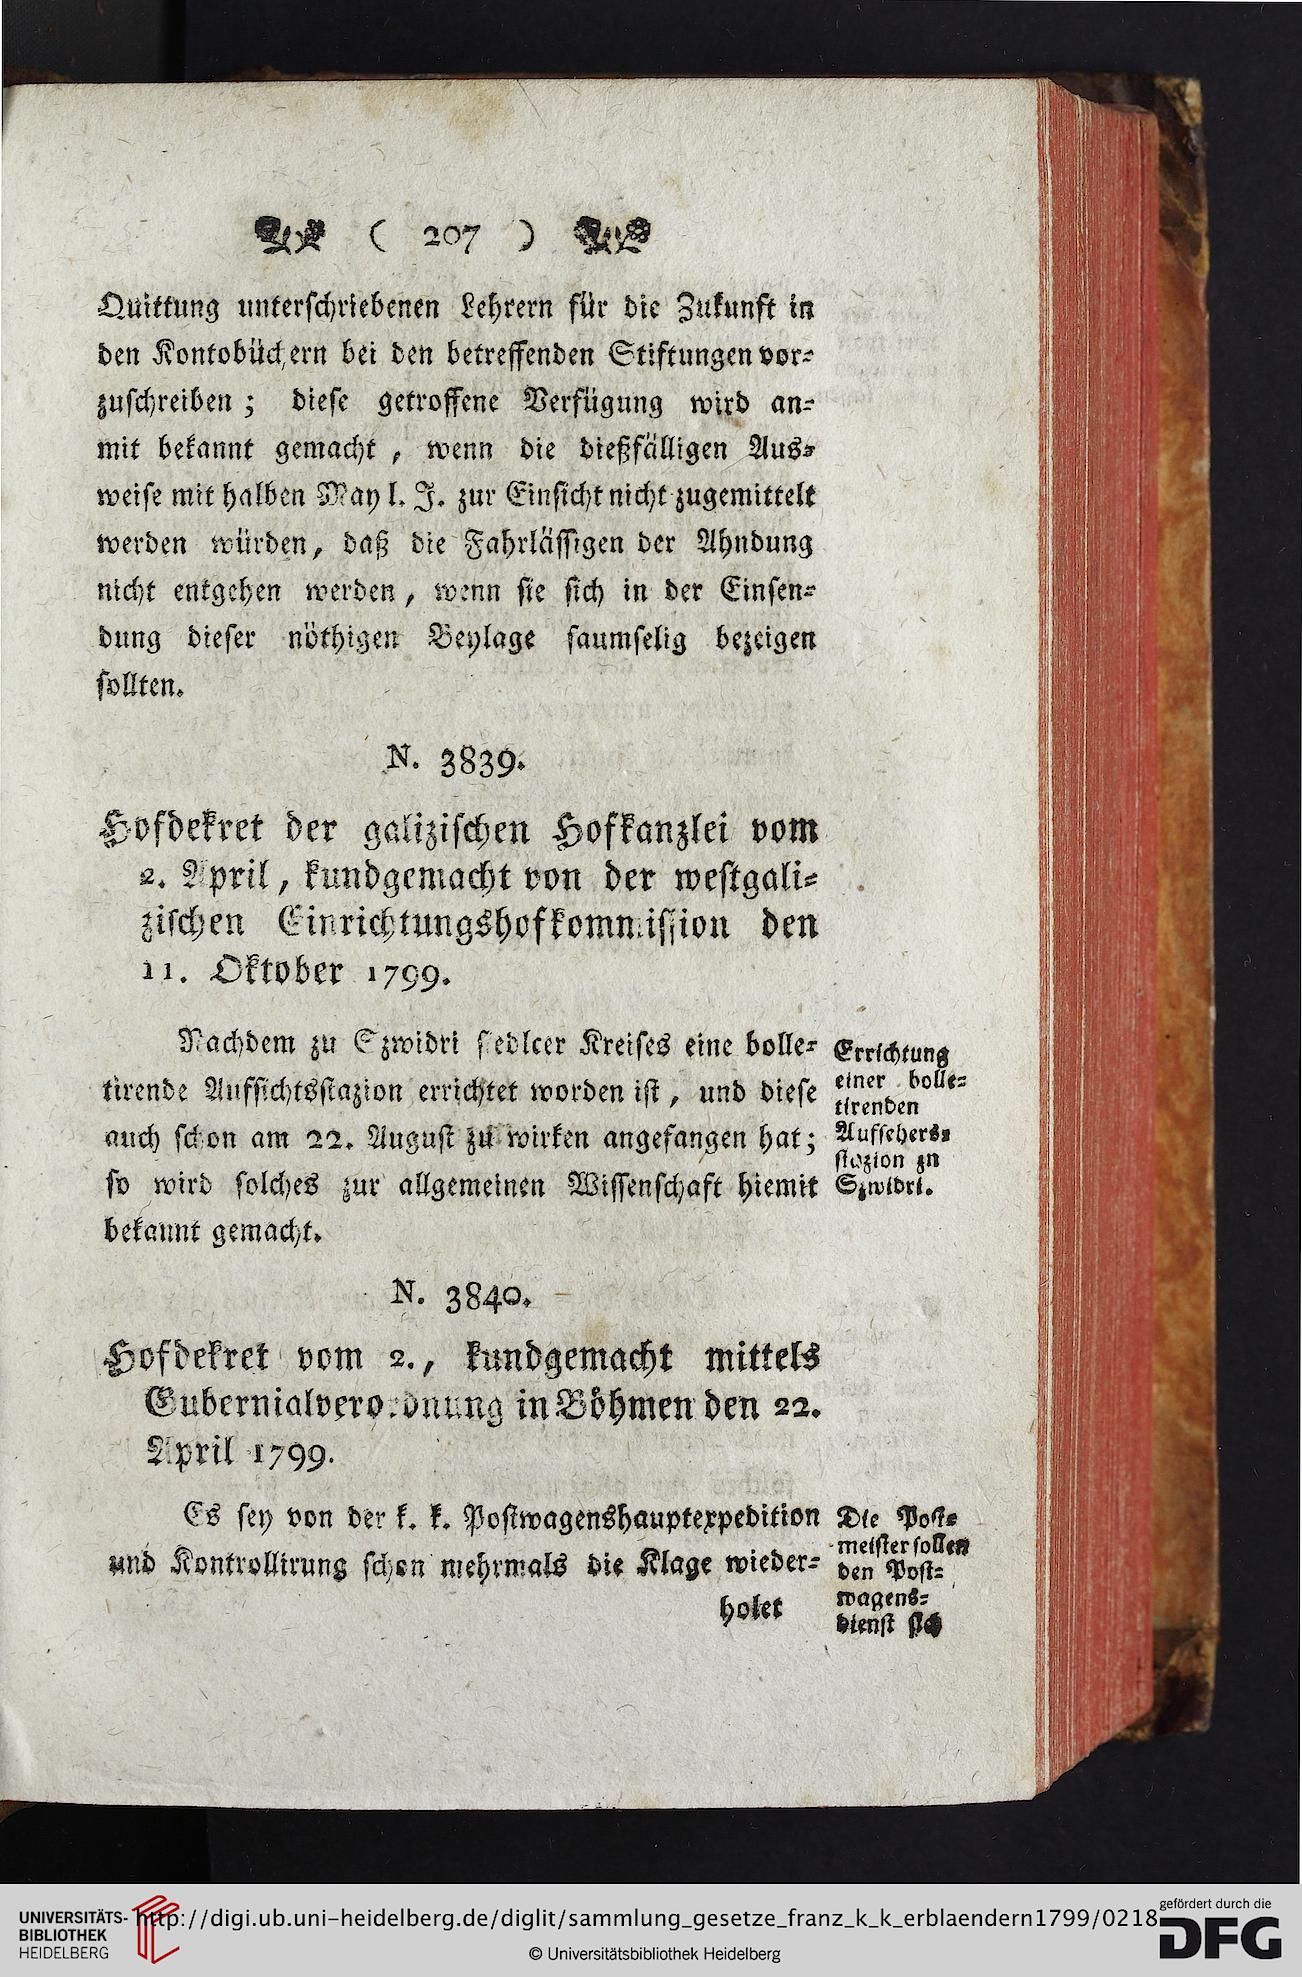 ( 207 )
Quittung unterschriebenen Lehrern für die Zukunft in
den Kontobüchern bei den betreffenden Stiftungen vor-
zuschreiben; diese getroffene Verfügung wird an-
mit bekannt gemacht, wenn die dießfälligen Aus-
weise mit halben May l. J. zur Einsicht nicht zugemittelt
werden würden, daß die Fahrlässigen der Ahndung
nicht entgehen werden, wenn sie sich in der Einsen-
dung dieser nöthigen Beylage saumselig bezeigen
sollten.
N. 3839.
Hofdekret der galizischen Hofkanzlei vom
2. April, kundgemacht von der westgali-
zischen Einrichtungshofkommission den
11. Oktober 1799.
Nachdem zu Szwidri siedlcer Kreises eine bolle-
tirende Aufsichtsstazion errichtet worden ist, und diese
auch schon am 22. August zu wirken angefangen hat;
so wird solches zur allgemeinen Wissenschaft hiemit
bekannt gemacht.
Errichtung
einer bolle-
tirenden
Aufsehers-
stazion zu
Szwidri.
N. 3840.
Hofdekret vom 2., kundgemacht mittels
Gubernialverordnung in Böhmen den 22.
April 1799.
Es sey von der k. k. Postwagenshauptexpedition
und Kontrollirung schon mehrmals die Klage wieder-
holet
Die Post-
meister sollen
den Post-
wagens-
dienst sich
UNIVERSITÄTS-
BIBLIOTHEK
HEIDELBERG
http://digi.ub.uni-heidelberg.de/diglit/sammlung_gesetze_franz_k_k_erblaendern1799/0218
© Universitätsbibliothek Heidelberg
gefördert durch die
DFG